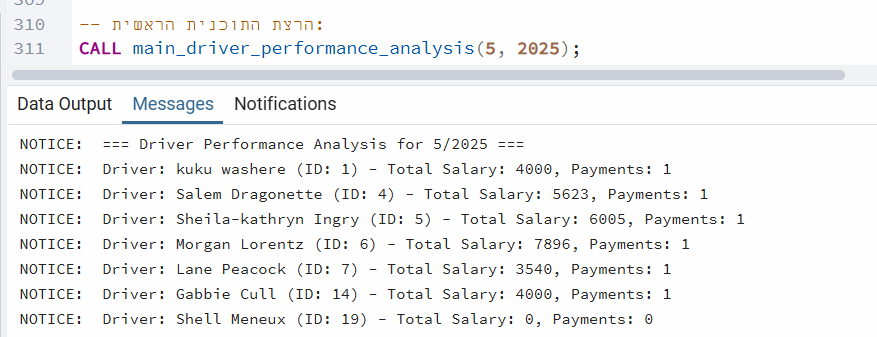 310 -- הרצת התוכנית הראשית:
311 CALL main_driver_performance_analysis(5, 2025);
Data Output Messages Notifications
NOTICE: === Driver Performance Analysis for 5/2025 ===
NOTICE: Driver: kuku washere (ID: 1) - Total Salary: 4000, Payments: 1
NOTICE: Driver: Salem Dragonette (ID: 4) - Total Salary: 5623, Payments: 1
NOTICE: Driver: Sheila-kathryn Ingry (ID: 5) - Total Salary: 6005, Payments: 1
NOTICE: Driver: Morgan Lorentz (ID: 6) - Total Salary: 7896, Payments: 1
NOTICE: Driver: Lane Peacock (ID: 7) - Total Salary: 3540, Payments: 1
NOTICE: Driver: Gabbie Cull (ID: 14) - Total Salary: 4000, Payments: 1
NOTICE: Driver: Shell Meneux (ID: 19) - Total Salary: 0, Payments: 0